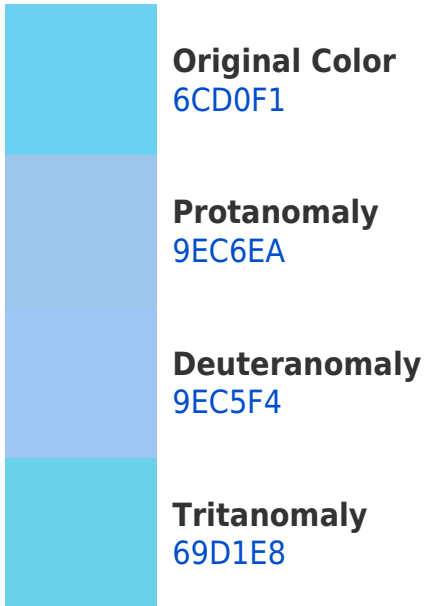 Original Color
6CD0F1
Protanomaly
9EC6EA
Deuteranomaly
9EC5F4
Tritanomaly
69D1E8